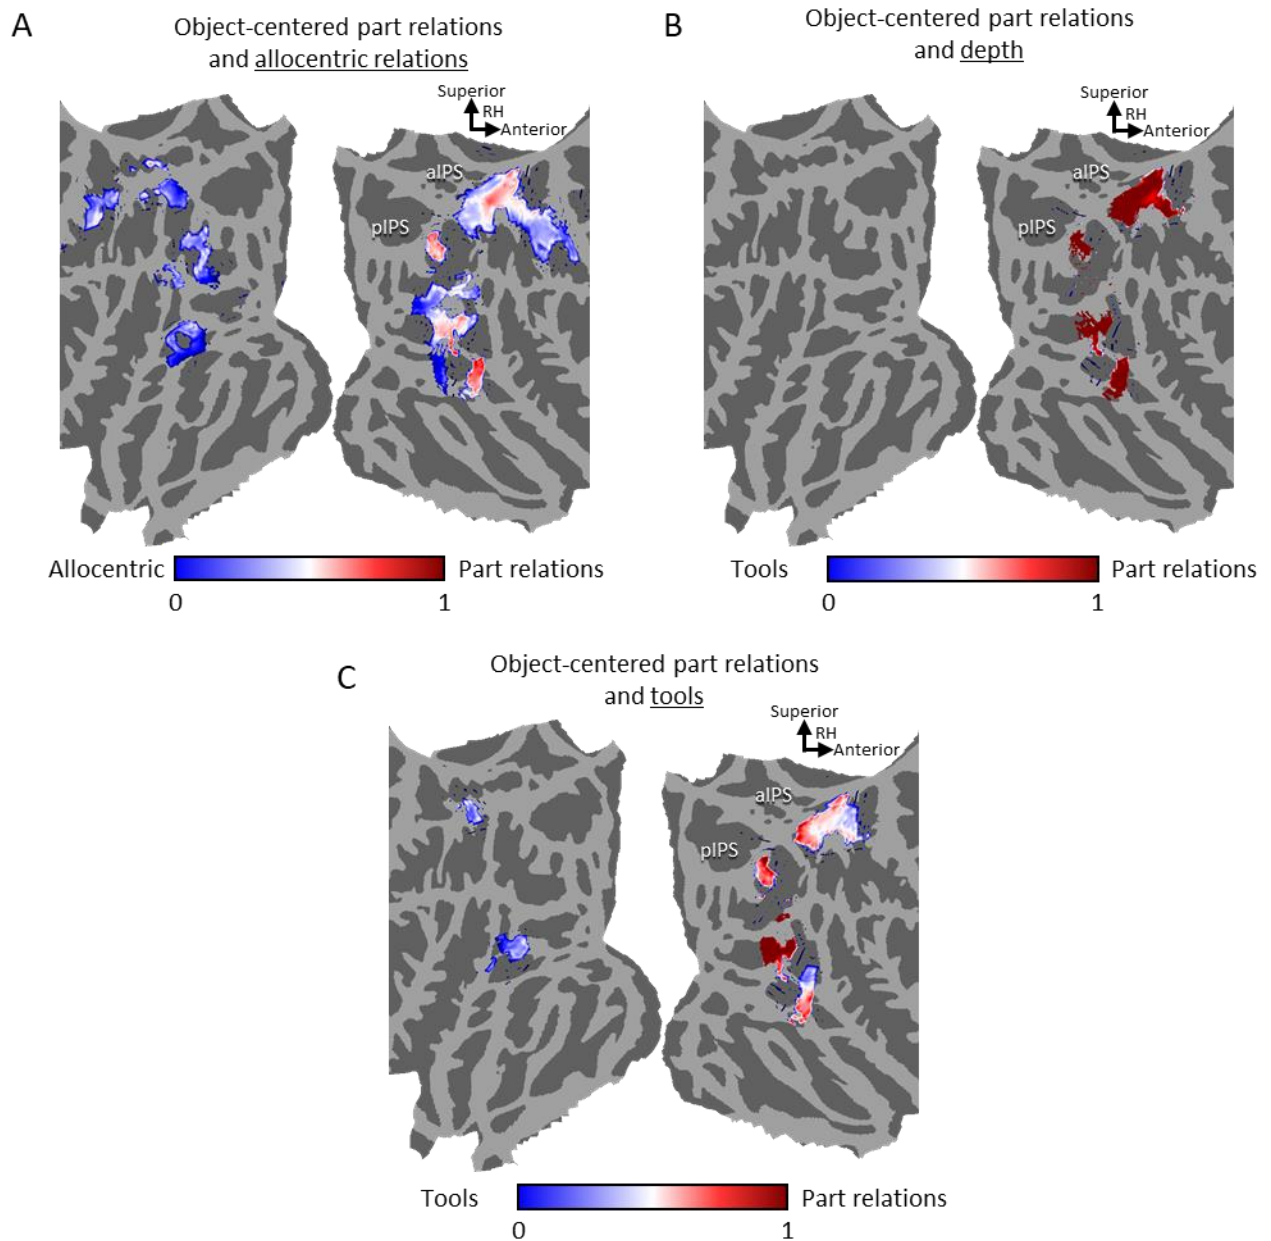 A
Object-centered part relations
and allocentric relations
Superior
RH
Anterior
aIPS
pIPS
Allocentric
Part relations
0
1
B
Object-centered part relations
and depth
Superior
RH
Anterior
aIPS
pIPS
Tools
Part relations
0
1
C
Object-centered part relations
and tools
Superior
RH
Anterior
aIPS
pIPS
Tools
Part relations
0
1